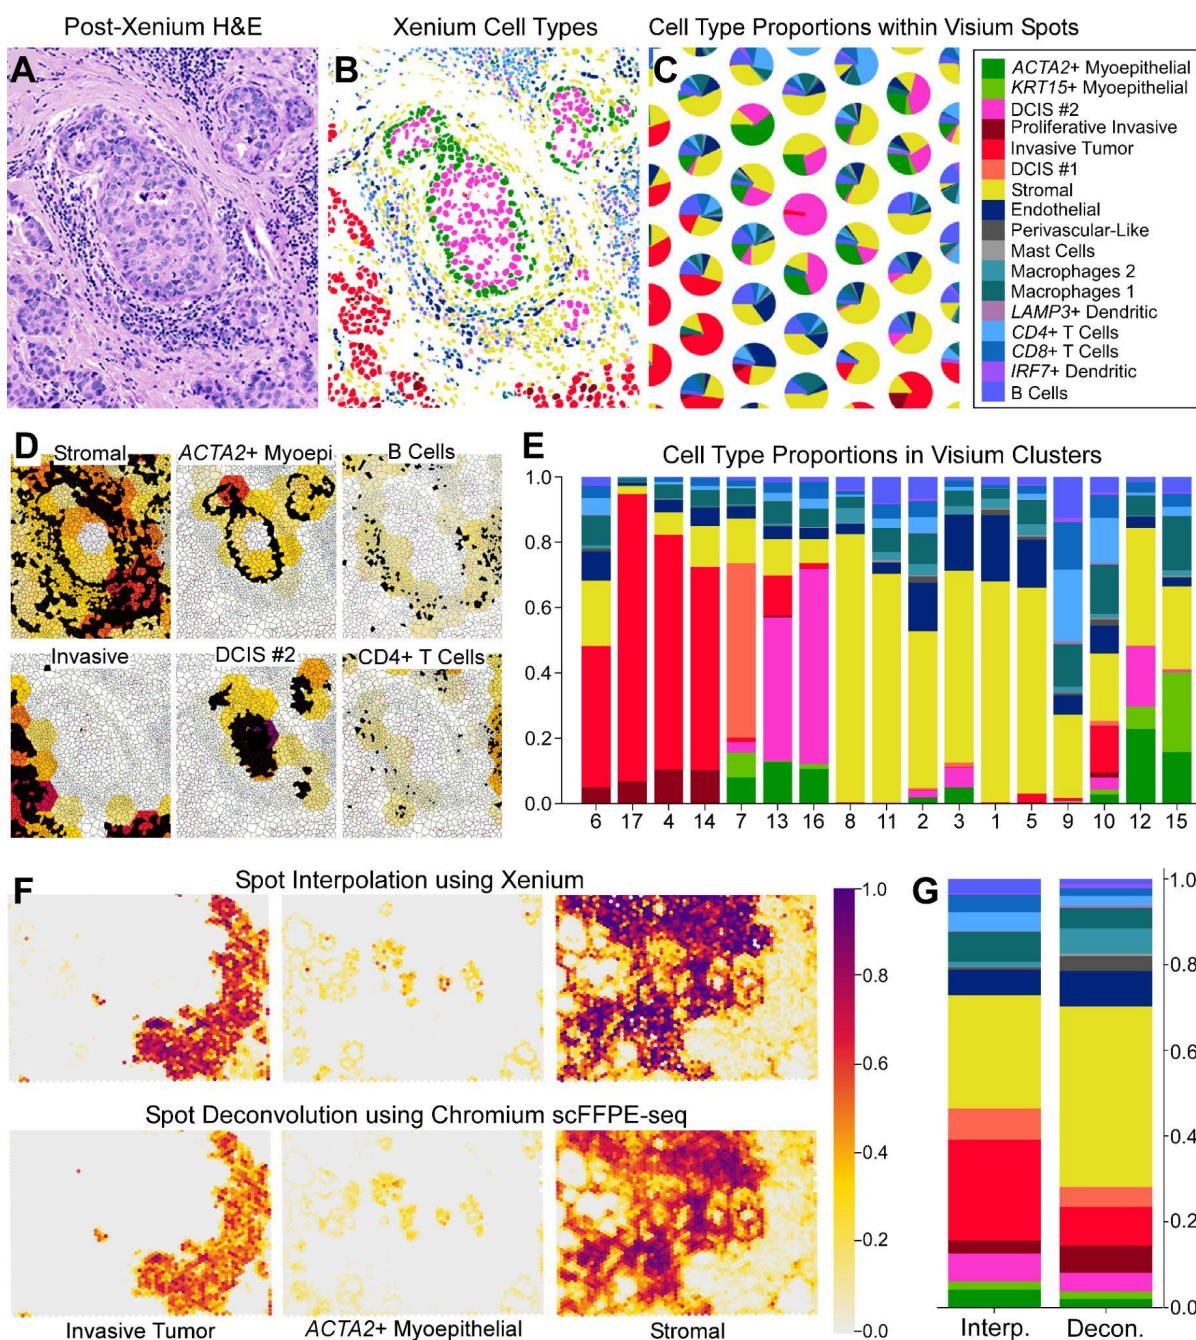 Post-Xenium H&E
Xenium Cell Types
Cell Type Proportions within Visium Spots
A
B
C
ACTA2+ Myoepithelial
KRT15+ Myoepithelial
DCIS #2
Proliferative Invasive
Invasive Tumor
DCIS #1
Stromal
Endothelial
Perivascular-Like
Mast Cells
Macrophages 2
Macrophages 1
LAMP3+ Dendritic
CD4+ T Cells
CD8+ T Cells
IRF7+ Dendritic
B Cells
D
Stromal
ACTA2+ Myoepi
B Cells
Invasive
DCIS #2
CD4+ T Cells
E
Cell Type Proportions in Visium Clusters
1.0
0.8
0.6
0.4
0.2
0.0
6 17 4 14 7 13 16 8 11 2 3 1 5 9 10 12 15
F
Spot Interpolation using Xenium
Spot Deconvolution using Chromium scFFPE-seq
Invasive Tumor
ACTA2+ Myoepithelial
Stromal
1.0
0.8
0.6
0.4
0.2
0.0
G
1.0
0.8
0.6
0.4
0.2
0.0
Interp.
Decon.